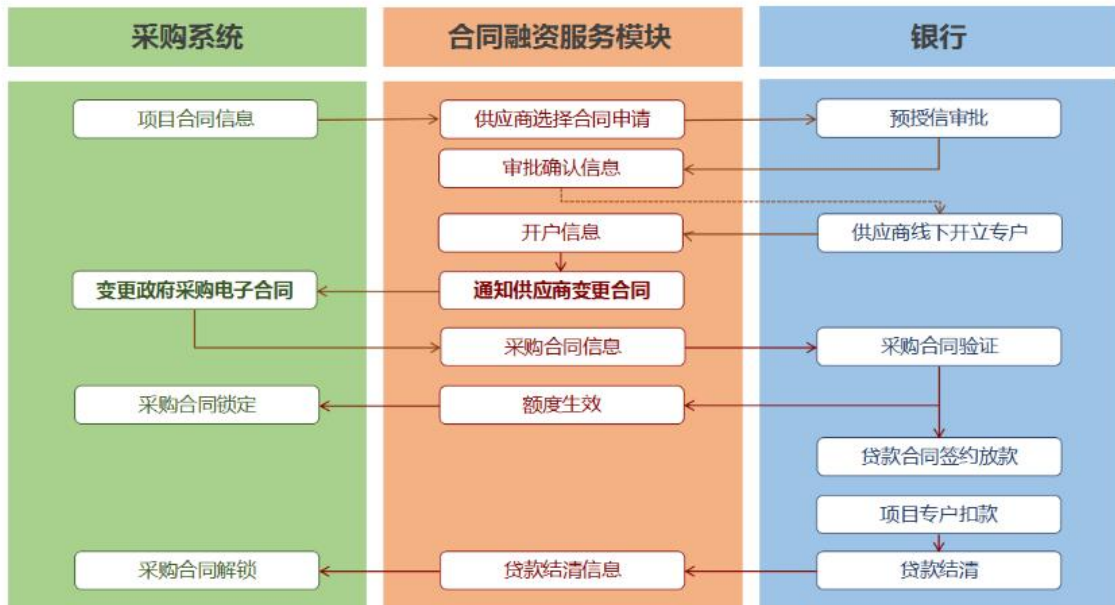 采购系统
合同融资服务模块
银行
项目合同信息
供应商选择合同申请
预授信审批
审批确认信息
开户信息
供应商线下开立专户
变更政府采购电子合同
通知供应商变更合同
采购合同信息
采购合同验证
采购合同锁定
额度生效
贷款合同签约放款
项目专户扣款
采购合同解锁
贷款结清信息
贷款结清